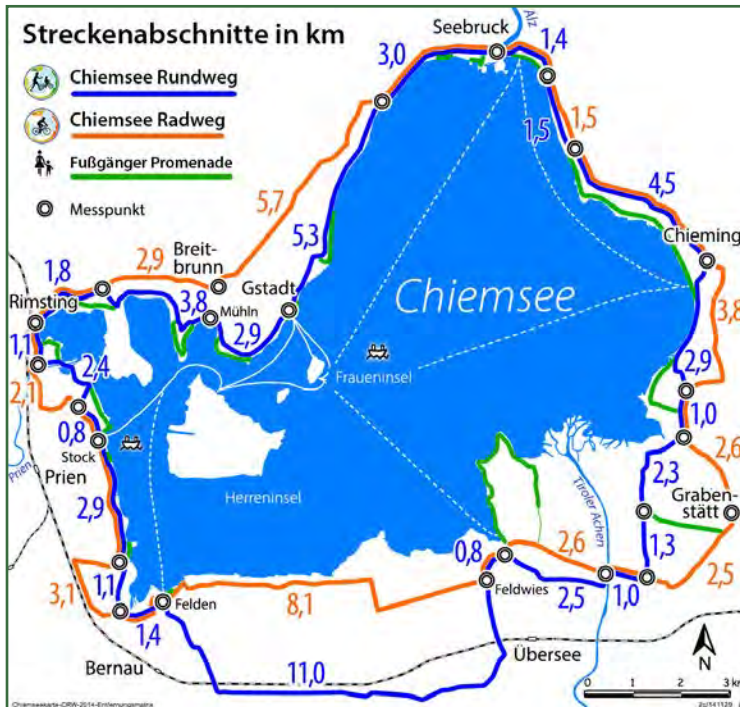 Streckenabschnitte in km
Chiemsee Rundweg
Chiemsee Radweg
Fußgänger Promenade
Messpunkt
Seebruck
Alz
3,0
1,4
1,5
1,5
4,5
5,7
5,3
Chieming
3,8
2,9
Breit-
brunn
1,8
2,9
Gstadt
3,8
Mühln
2,9
Rimsting
Chiemsee
1,1
2,4
2,1
Fraueninsel
1,0
0,8
Stock
Prien
Prien
2,6
2,3
Graben-
stätt
Tiroler Achen
2,9
Herreninsel
1,3
2,5
1,1
3,1
0,8
2,6
Feldwies
2,5
1,0
Felden
8,1
1,4
Bernau
11,0
Übersee
N
0 1 2 3 km